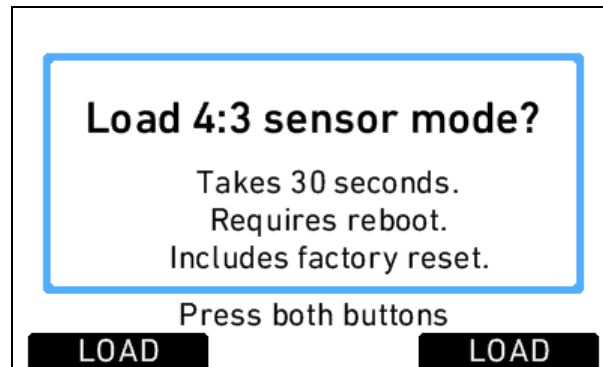 Load 4:3 sensor mode?
Takes 30 seconds.
Requires reboot.
Includes factory reset.
Press both buttons
LOAD LOAD